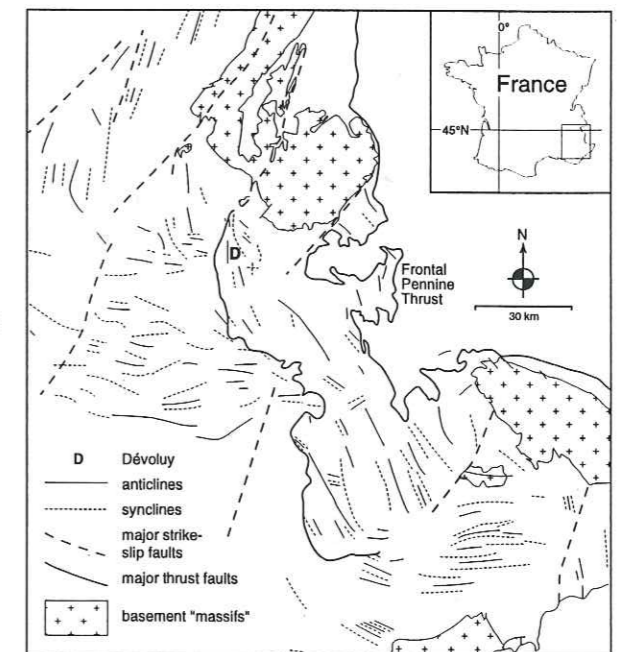 0°
France
45°N
N
30 km
D
Frontal
Pennine
Thrust
D Dévoluy
anticlines
synclines
major strike-
slip faults
major thrust faults
basement "massifs"